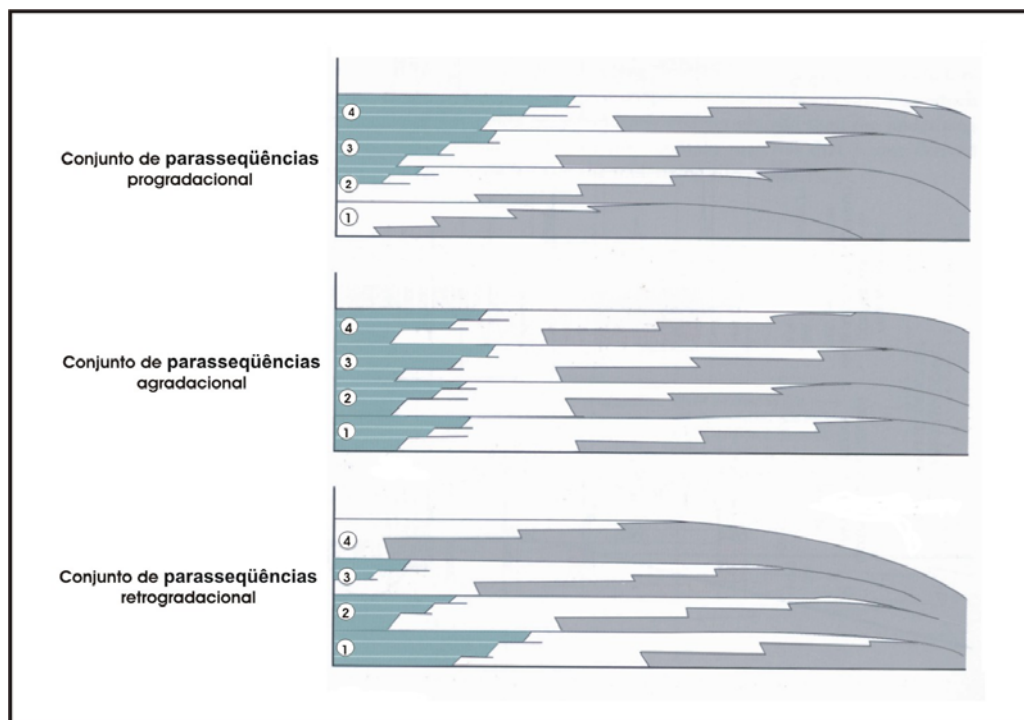 4
3
2
1
Conjunto de parasseqüências
progradacional
4
3
2
1
Conjunto de parasseqüências
agradacional
4
3
2
1
Conjunto de parasseqüências
retrogradacional